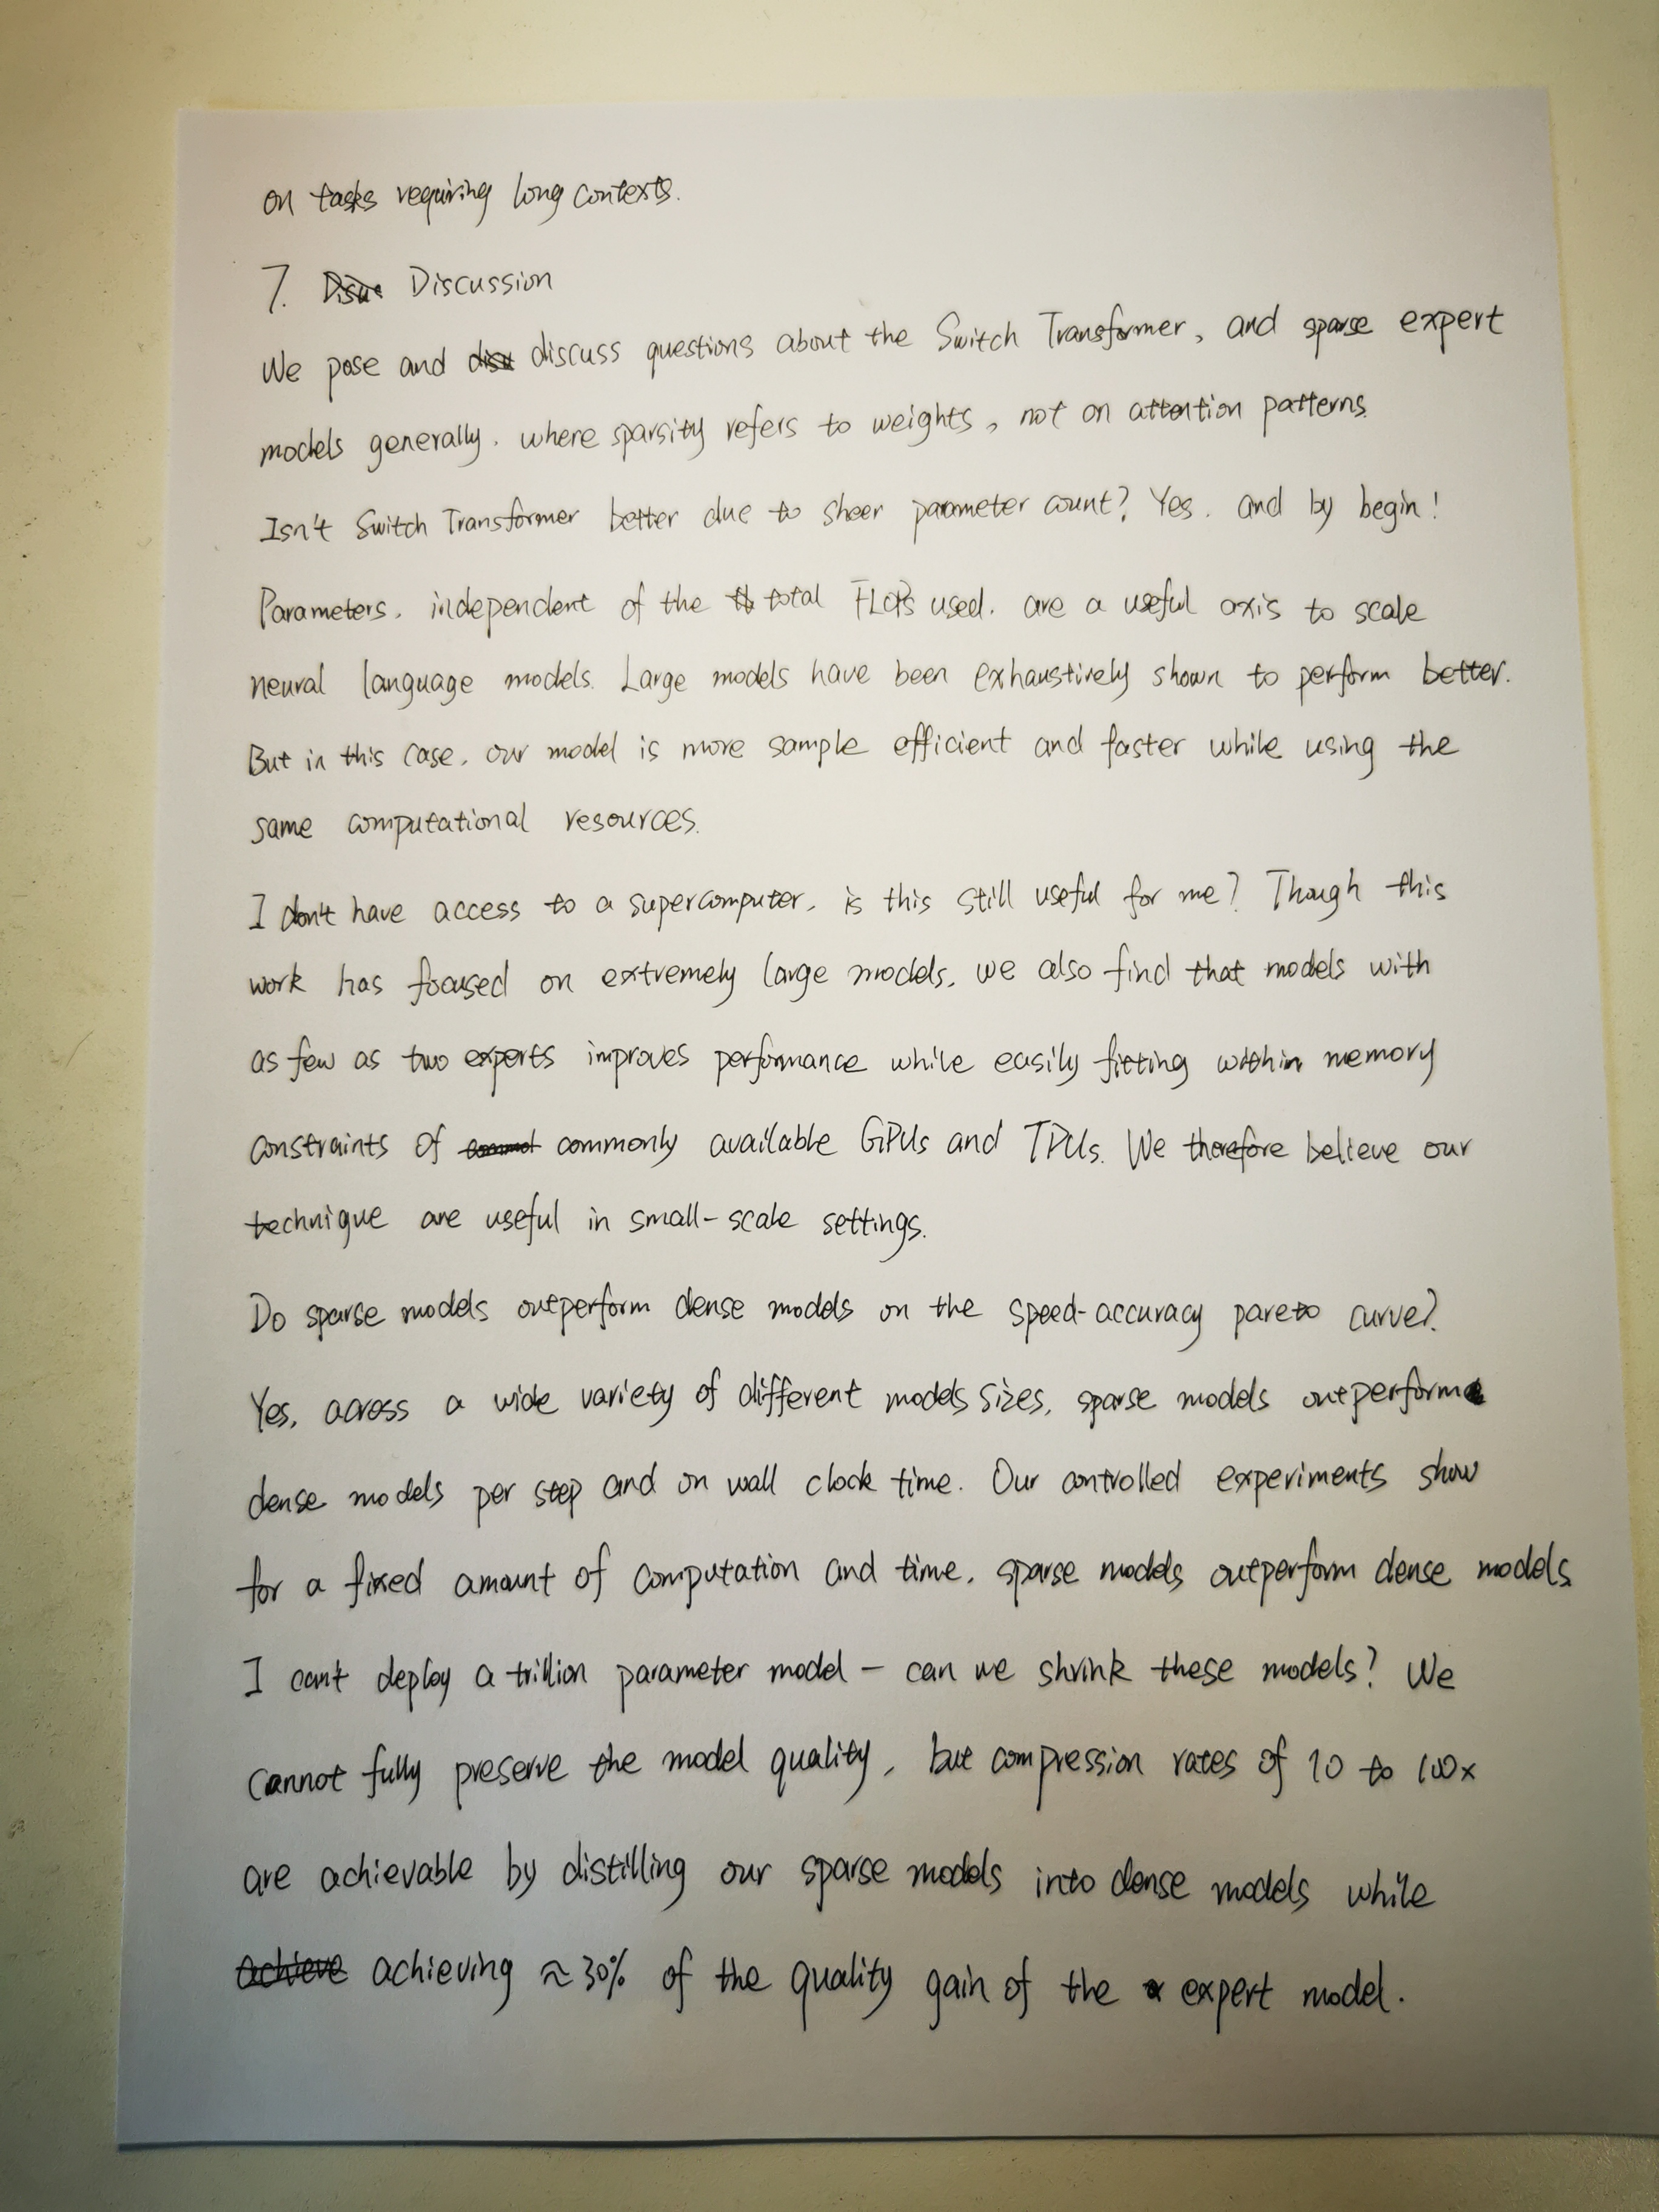 on tasks requiring long contexts.
7. Discussion
We pose and discuss questions about the Switch Transformer, and sparse expert
models generally. where sparsity refers to weights, not on attention patterns.
Isn't Switch Transformer better due to sheer parameter count? Yes. and by begin!
Parameters. independent of the total FLOPs used. are a useful axis to scale
neural language models. Large models have been exhaustively shown to perform better.
But in this case, our model is more sample efficient and faster while using the
same computational resources.
I don't have access to a supercomputer, is this still useful for me? Though this
work has focused on extremely large models, we also find that models with
as few as two experts improves performance while easily fitting within memory
constraints of commonly available GPUs and TPUs. We therefore believe our
technique are useful in small-scale settings.
Do sparse models outperform dense models on the speed-accuracy pareto curve?
Yes, across a wide variety of different models sizes, sparse models outperform
dense models per step and on wall clock time. Our controlled experiments show
for a fixed amount of computation and time, sparse models outperform dense models
I can't deploy a trillion parameter model - can we shrink these models? We
cannot fully preserve the model quality, but compression rates of 10 to 100x
are achievable by distilling our sparse models into dense models while
achieving ≈30% of the quality gain of the expert model.